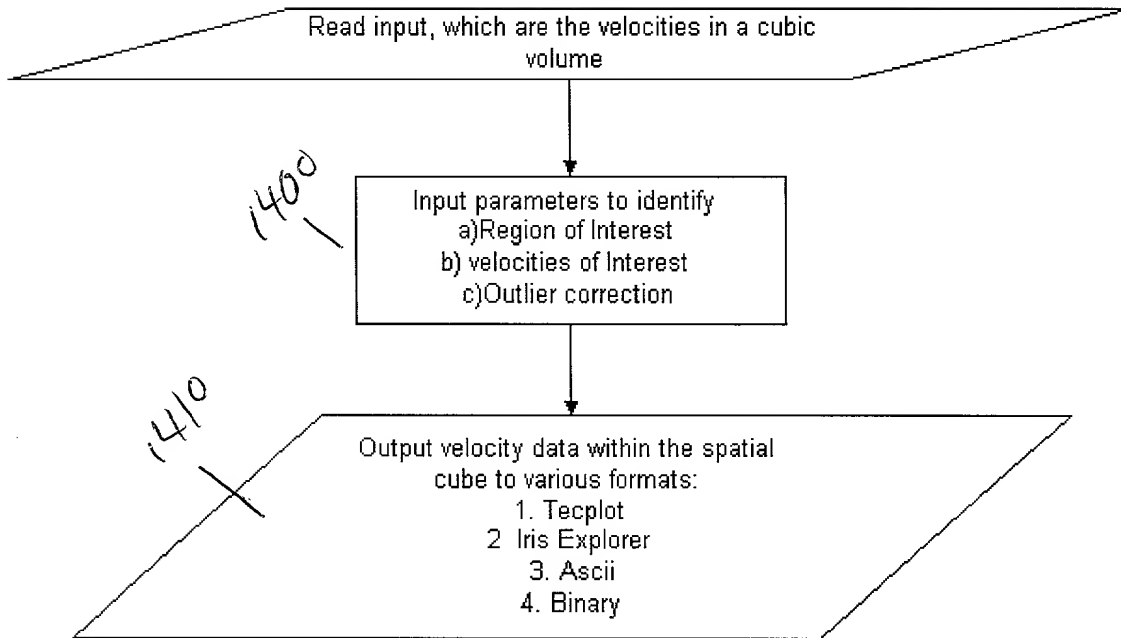 Read input, which are the velocities in a cubic
volume
1400
Input parameters to identify
a)Region of Interest
b) velocities of Interest
c)Outlier correction
1410
Output velocity data within the spatial
cube to various formats:
1. Tecplot
2 Iris Explorer
3. Ascii
4. Binary